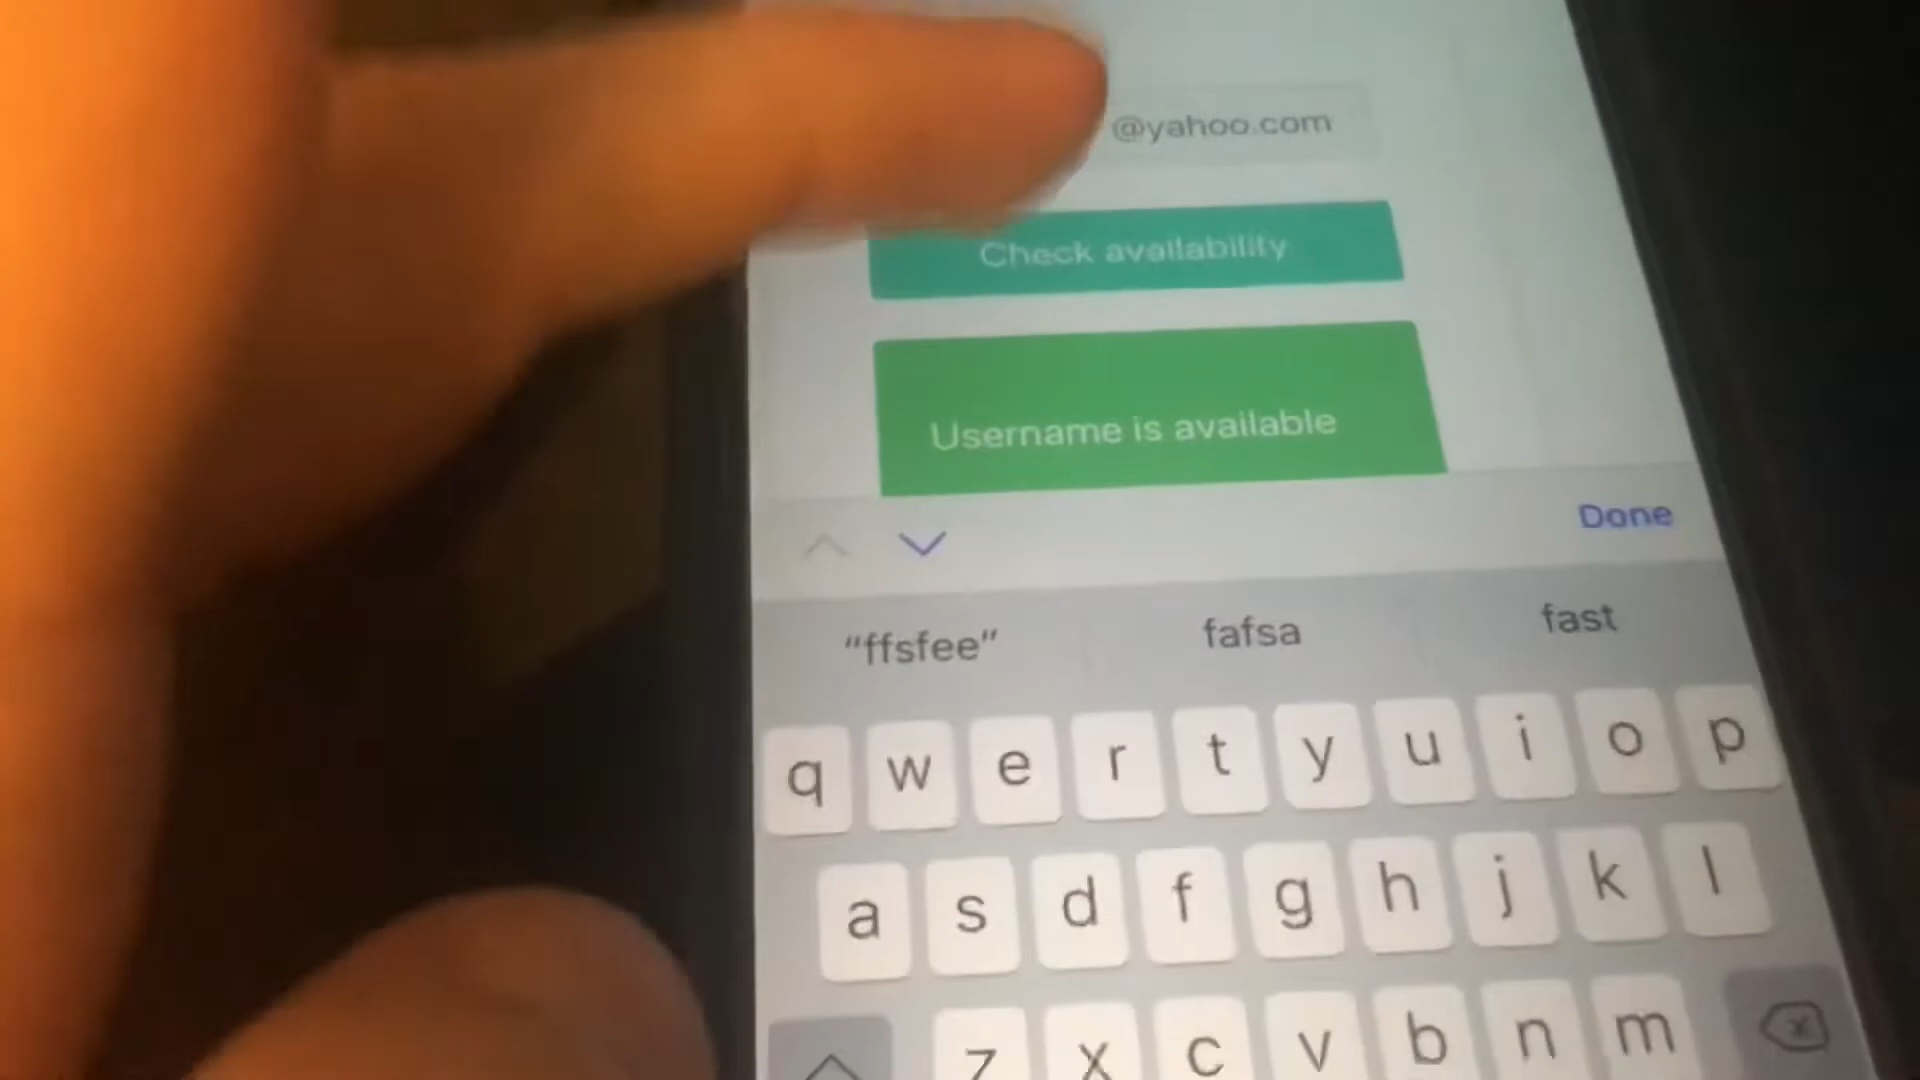 @yahoo.com
Check availability
Username is available
Done
“ffsfee” fafsa fast
q w e r t y u i o p
a s d f g h j k l
z x c v b n m